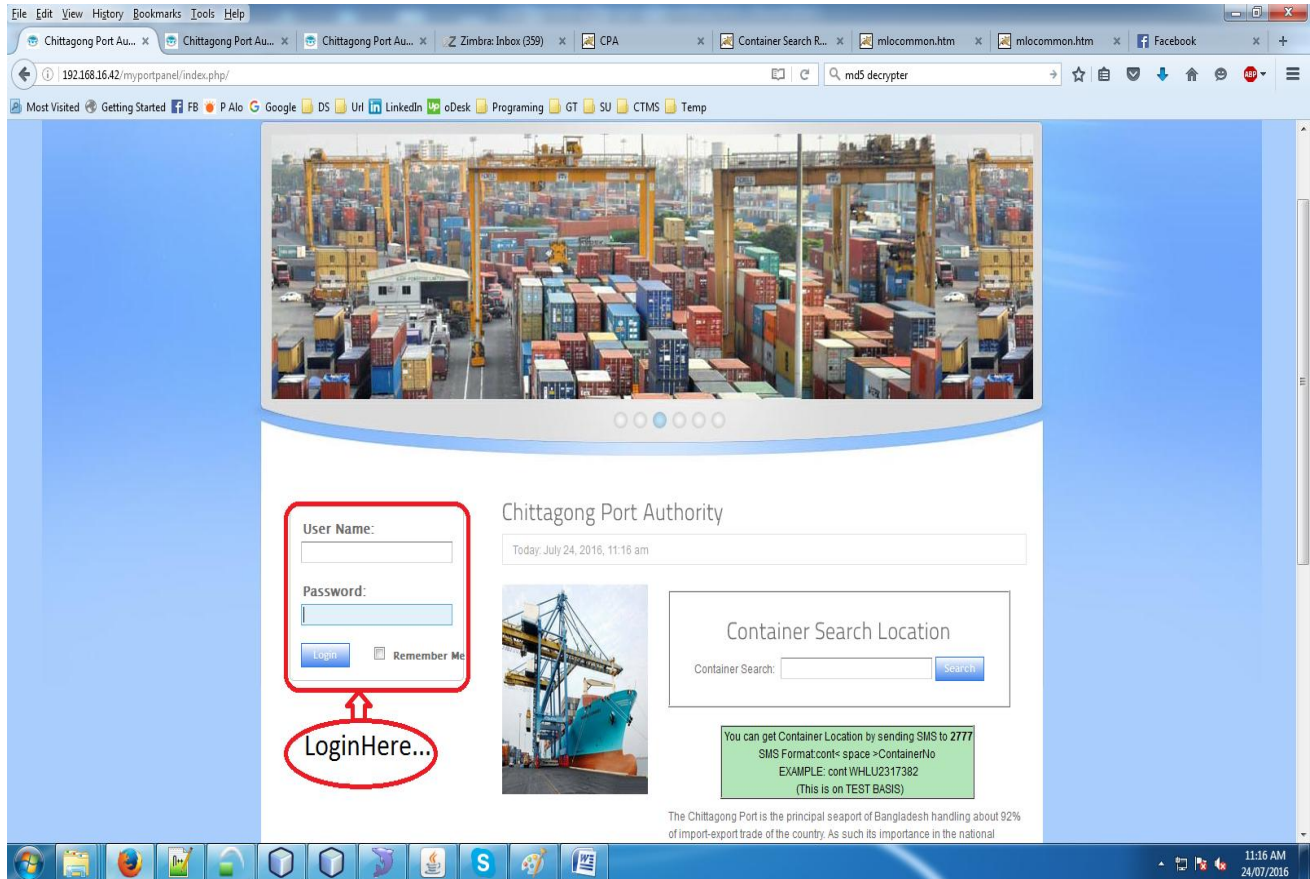 File Edit View History Bookmarks Tools Help
Chittagong Port Au... Chittagong Port Au... Chittagong Port Au... Zimbra: Inbox (359) CPA Container Search R... mlocommon.htm mlocommon.htm Facebook
192.168.16.42/myportpanel/index.php/ md5 decrypter
Most Visited Getting Started FB P Alo Google DS Url LinkedIn oDesk Programing GT SU CTMS Temp
Chittagong Port Authority
Today: July 24, 2016, 11:16 am
User Name:
Password:
Login Remember Me
LoginHere...
Container Search Location
Container Search: Search
You can get Container Location by sending SMS to 2777
SMS Format:cont< space >ContainerNo
EXAMPLE: cont WHLU2317382
(This is on TEST BASIS)
The Chittagong Port is the principal seaport of Bangladesh handling about 92%
of import-export trade of the country. As such its importance in the national
11:16 AM
24/07/2016